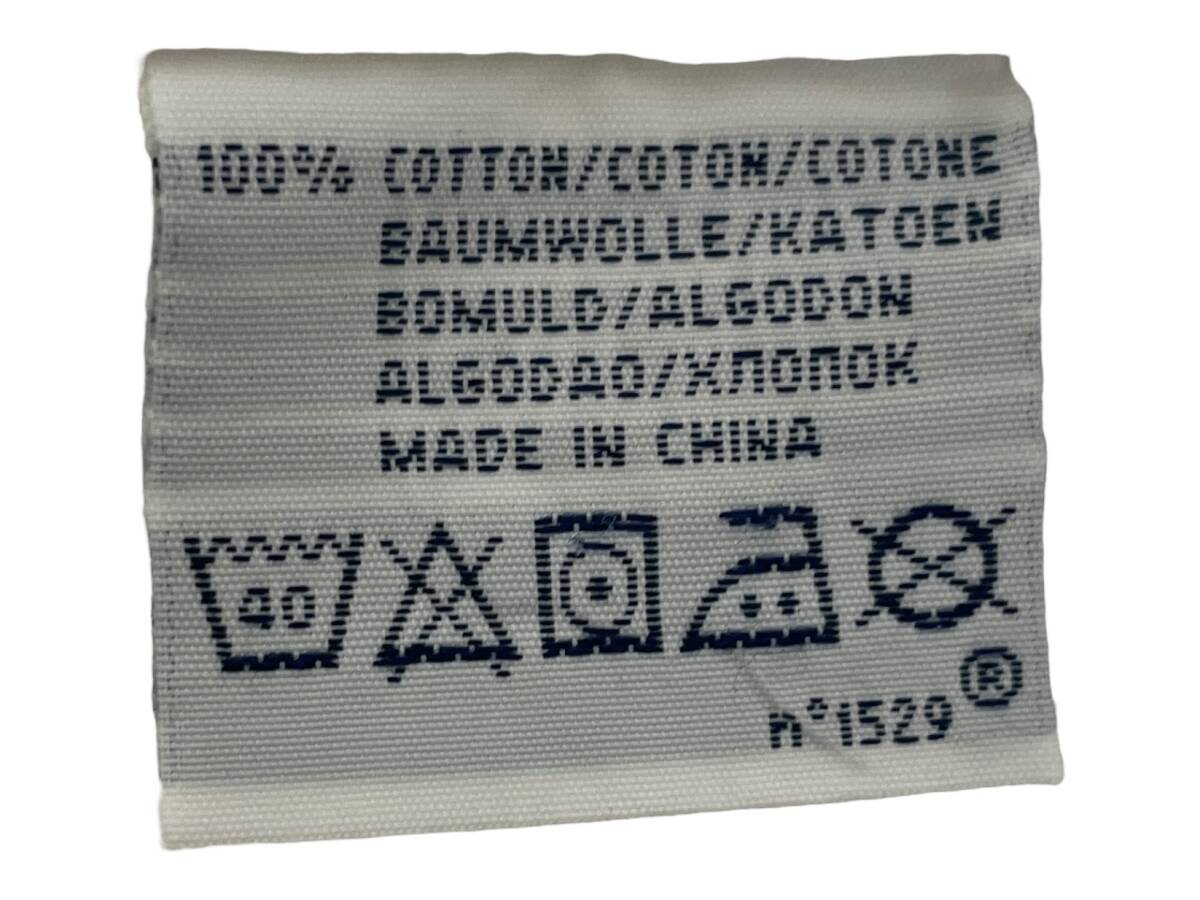 100% COTTON/COTON/COTONE
BAUMWOLLE/KATOEN
BOMULD/ALGODON
ALGODAO/ХЛОПОК
MADE IN CHINA
40
n°1529®